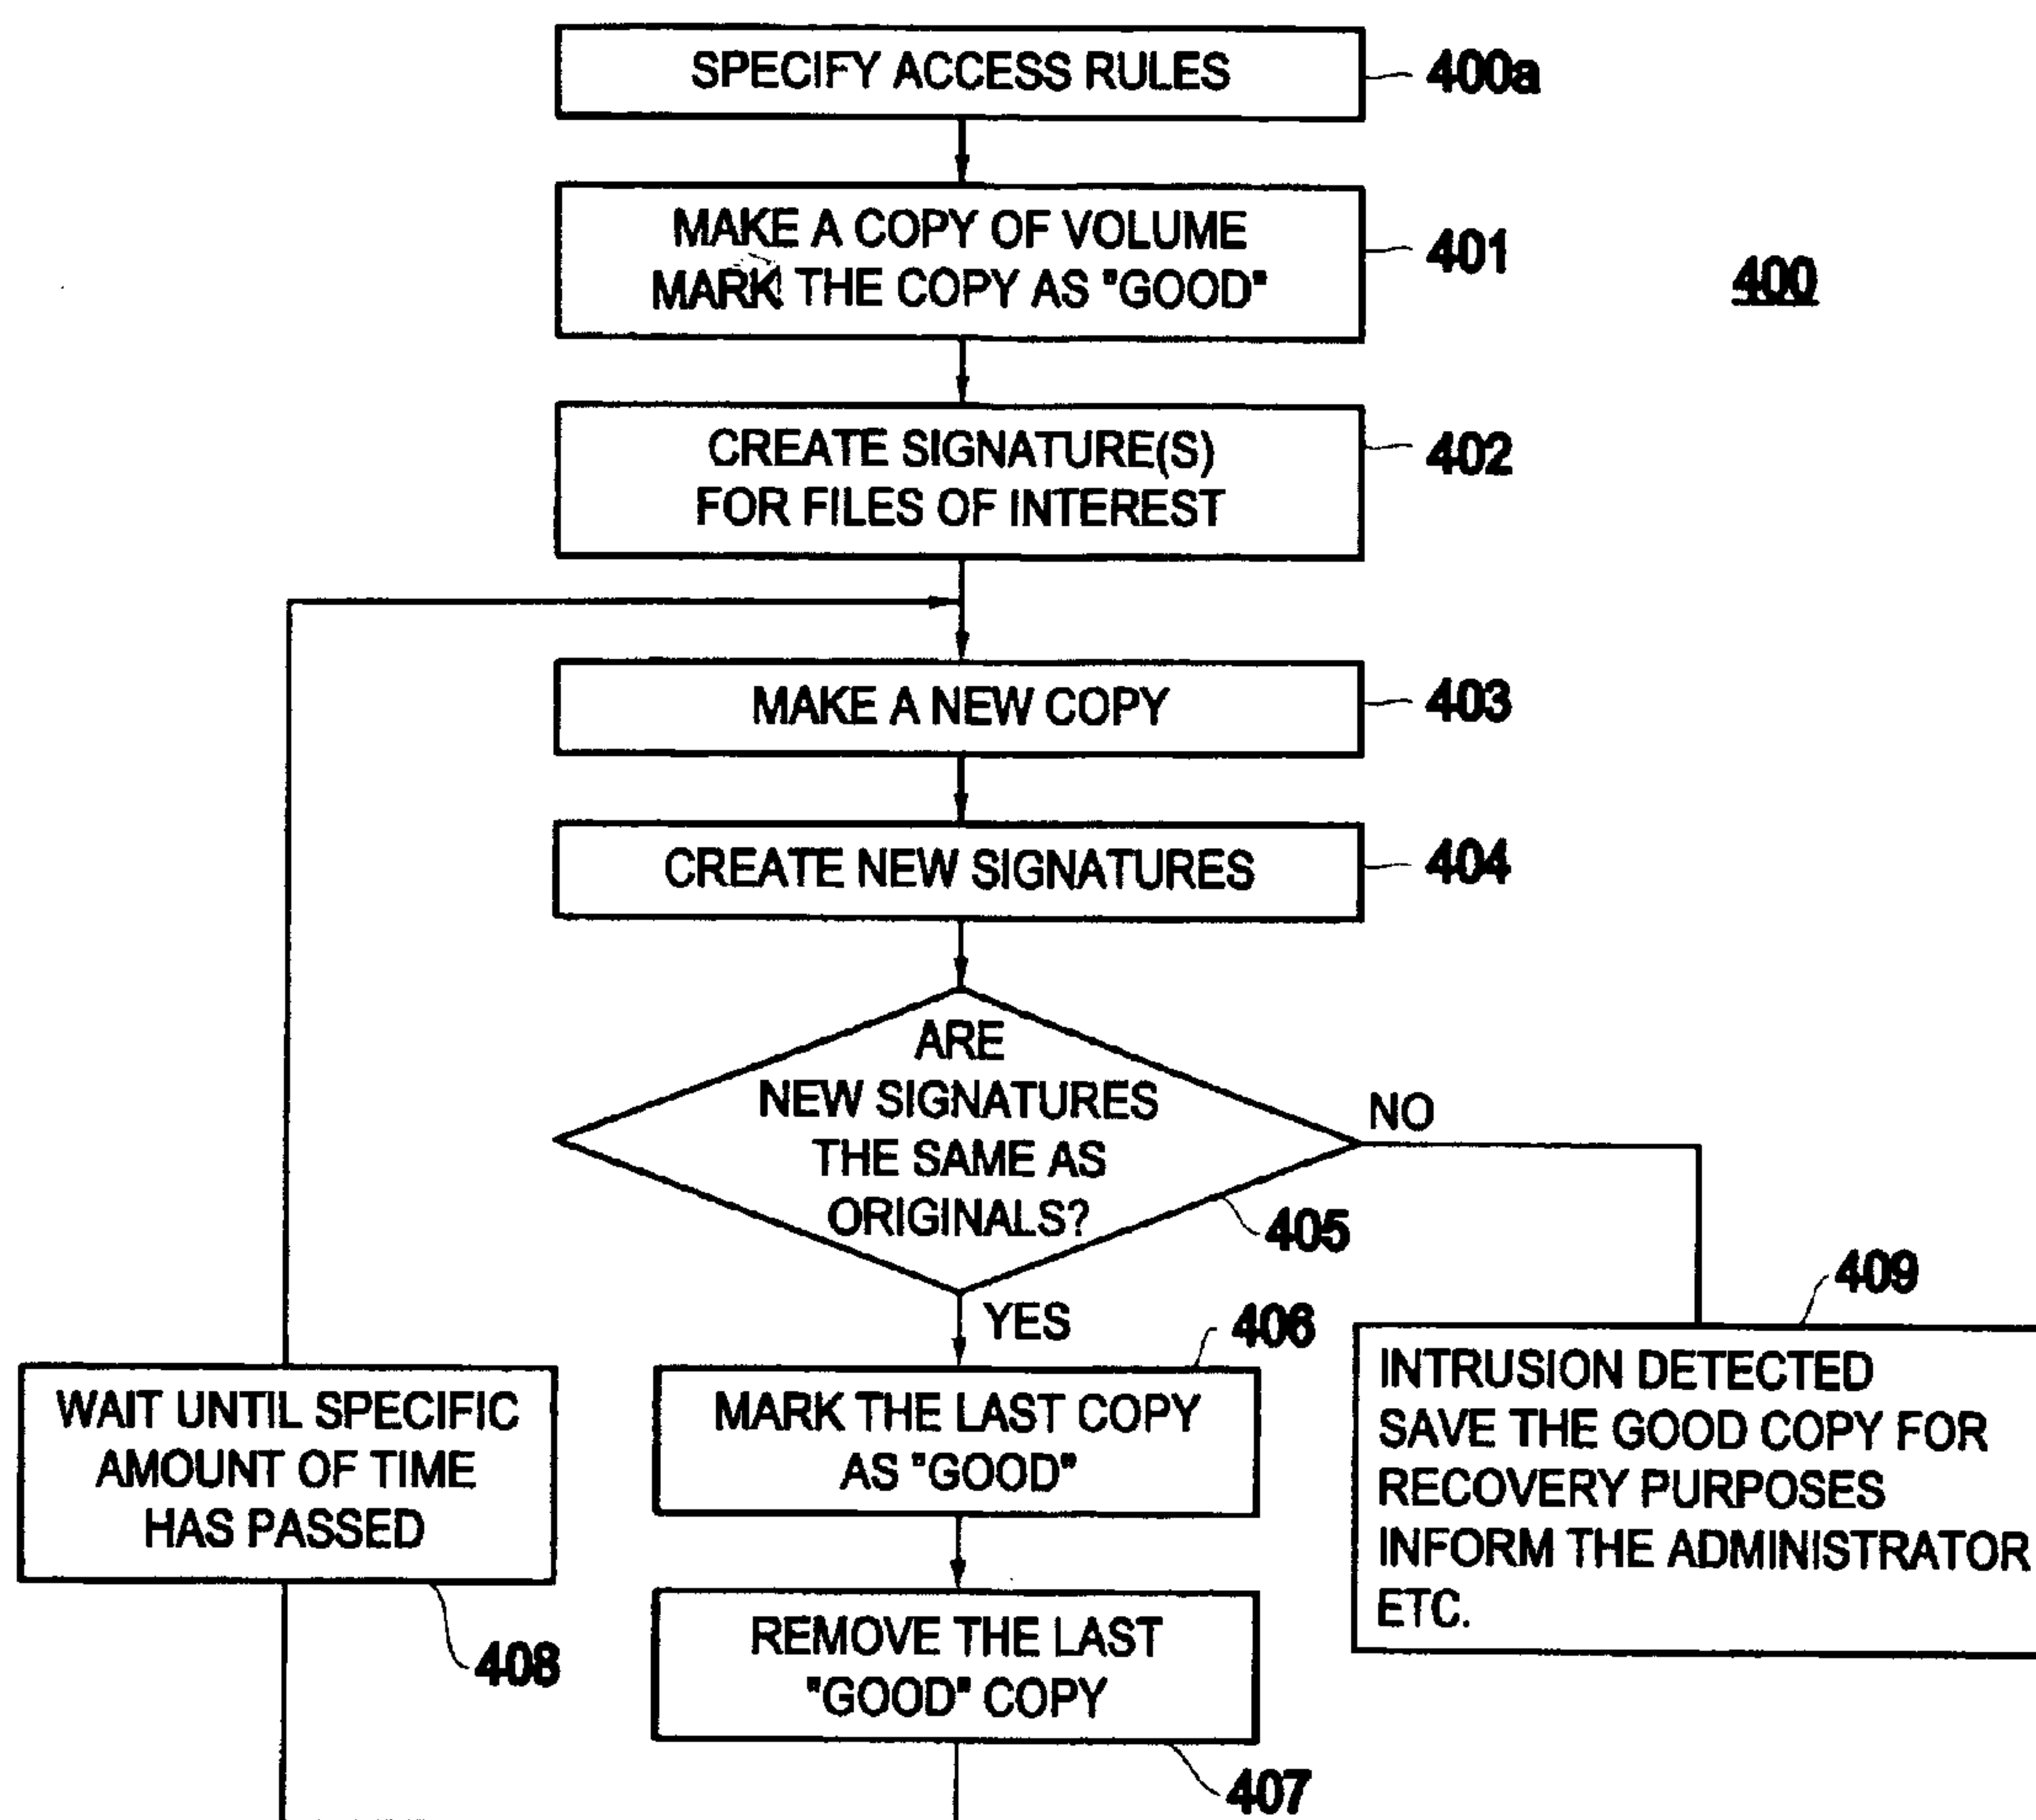 SPECIFY ACCESS RULES
400a
MAKE A COPY OF VOLUME
MARK THE COPY AS "GOOD"
401
400
CREATE SIGNATURE(S)
FOR FILES OF INTEREST
402
MAKE A NEW COPY
403
CREATE NEW SIGNATURES
404
ARE
NEW SIGNATURES
THE SAME AS
ORIGINALS?
405
NO
YES
406
409
WAIT UNTIL SPECIFIC
AMOUNT OF TIME
HAS PASSED
408
MARK THE LAST COPY
AS "GOOD"
INTRUSION DETECTED
SAVE THE GOOD COPY FOR
RECOVERY PURPOSES
INFORM THE ADMINISTRATOR
ETC.
REMOVE THE LAST
"GOOD" COPY
407